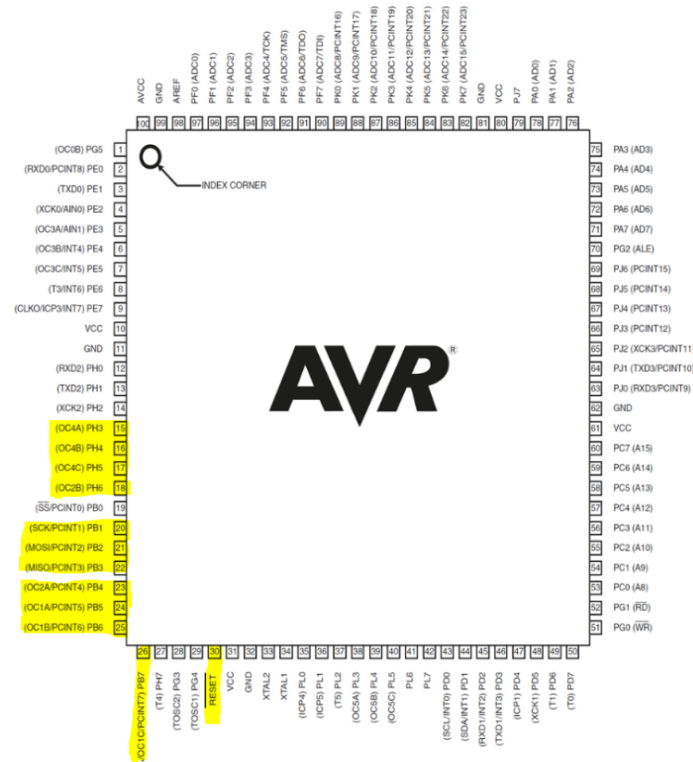 AVCC
GND
AREF
PF0 (ADC0)
PF1 (ADC1)
PF2 (ADC2)
PF3 (ADC3)
PF4 (ADC4/TCK)
PF5 (ADC5/TMS)
PF6 (ADC6/TDO)
PF7 (ADC7/TDI)
PK0 (ADC8/PCINT16)
PK1 (ADC9/PCINT17)
PK2 (ADC10/PCINT18)
PK3 (ADC11/PCINT19)
PK4 (ADC12/PCINT20)
PK5 (ADC13/PCINT21)
PK6 (ADC14/PCINT22)
PK7 (ADC15/PCINT23)
GND
VCC
PJ7
PA0 (AD0)
PA1 (AD1)
PA2 (AD2)
100 99 98 97 96 95 94 93 92 91 90 89 88 87 86 85 84 83 82 81 80 79 78 77 76
INDEX CORNER
(OC0B) PG5 1
(RXD0/PCINT8) PE0 2
(TXD0) PE1 3
(XCK0/AIN0) PE2 4
(OC3A/AIN1) PE3 5
(OC3B/INT4) PE4 6
(OC3C/INT5) PE5 7
(T3/INT6) PE6 8
(CLKO/ICP3/INT7) PE7 9
VCC 10
GND 11
(RXD2) PH0 12
(TXD2) PH1 13
(XCK2) PH2 14
(OC4A) PH3 15
(OC4B) PH4 16
(OC4C) PH5 17
(OC2B) PH6 18
(SS/PCINT0) PB0 19
(SCK/PCINT1) PB1 20
(MOSI/PCINT2) PB2 21
(MISO/PCINT3) PB3 22
(OC2A/PCINT4) PB4 23
(OC1A/PCINT5) PB5 24
(OC1B/PCINT6) PB6 25
AVR®
75 PA3 (AD3)
74 PA4 (AD4)
73 PA5 (AD5)
72 PA6 (AD6)
71 PA7 (AD7)
70 PG2 (ALE)
69 PJ6 (PCINT15)
68 PJ5 (PCINT14)
67 PJ4 (PCINT13)
66 PJ3 (PCINT12)
65 PJ2 (XCK3/PCINT11)
64 PJ1 (TXD3/PCINT10)
63 PJ0 (RXD3/PCINT9)
62 GND
61 VCC
60 PC7 (A15)
59 PC6 (A14)
58 PC5 (A13)
57 PC4 (A12)
56 PC3 (A11)
55 PC2 (A10)
54 PC1 (A9)
53 PC0 (A8)
52 PG1 (RD)
51 PG0 (WR)
26 27 28 29 30 31 32 33 34 35 36 37 38 39 40 41 42 43 44 45 46 47 48 49 50
(OC1C/PCINT7) PB7
(T4) PH7
(TOSC2) PG3
(TOSC1) PG4
RESET
VCC
GND
XTAL2
XTAL1
(ICP4) PL0
(ICP5) PL1
(T5) PL2
(OC5A) PL3
(OC5B) PL4
(OC5C) PL5
PL6
PL7
(SCL/INT0) PD0
(SDA/INT1) PD1
(RXD1/INT2) PD2
(TXD1/INT3) PD3
(ICP1) PD4
(XCK1) PD5
(T1) PD6
(T0) PD7